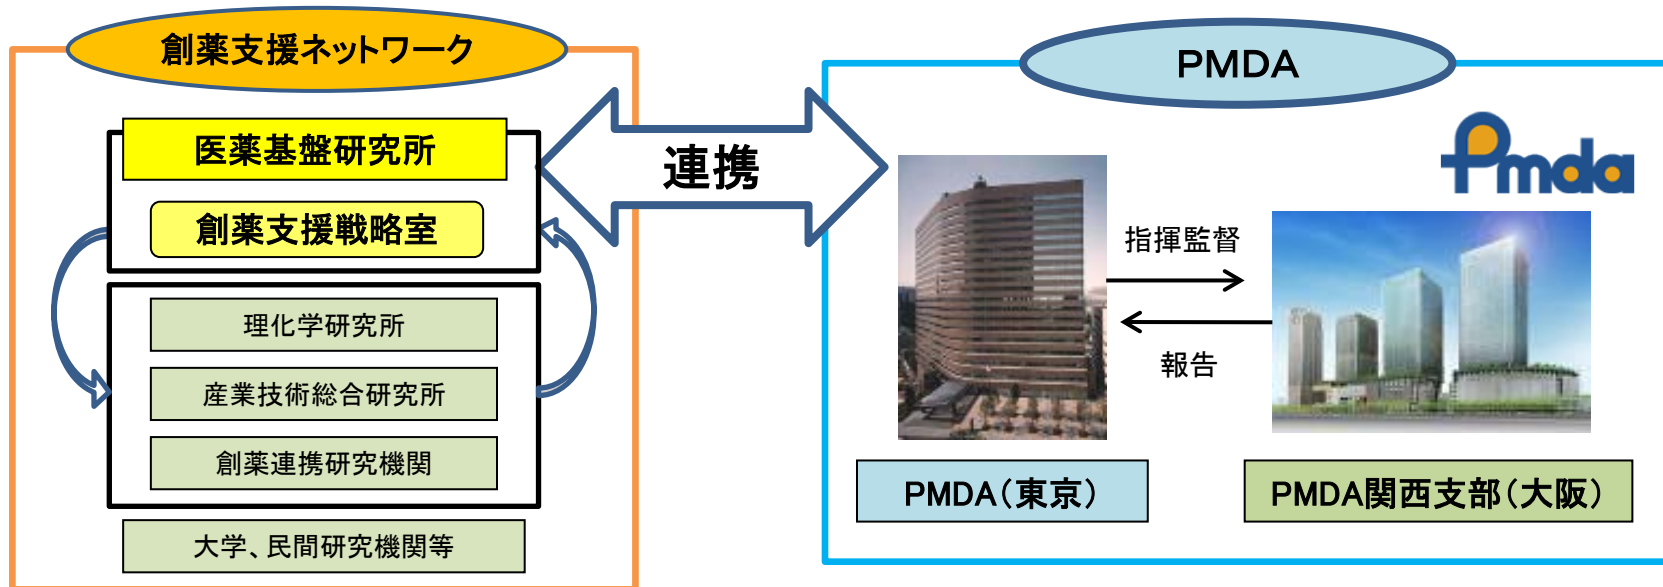 創薬支援ネットワーク
医薬基盤研究所
創薬支援戦略室
理化学研究所
産業技術総合研究所
創薬連携研究機関
大学、民間研究機関等
連携
PMDA
Pmda
指揮監督
報告
PMDA(東京)
PMDA関西支部(大阪)